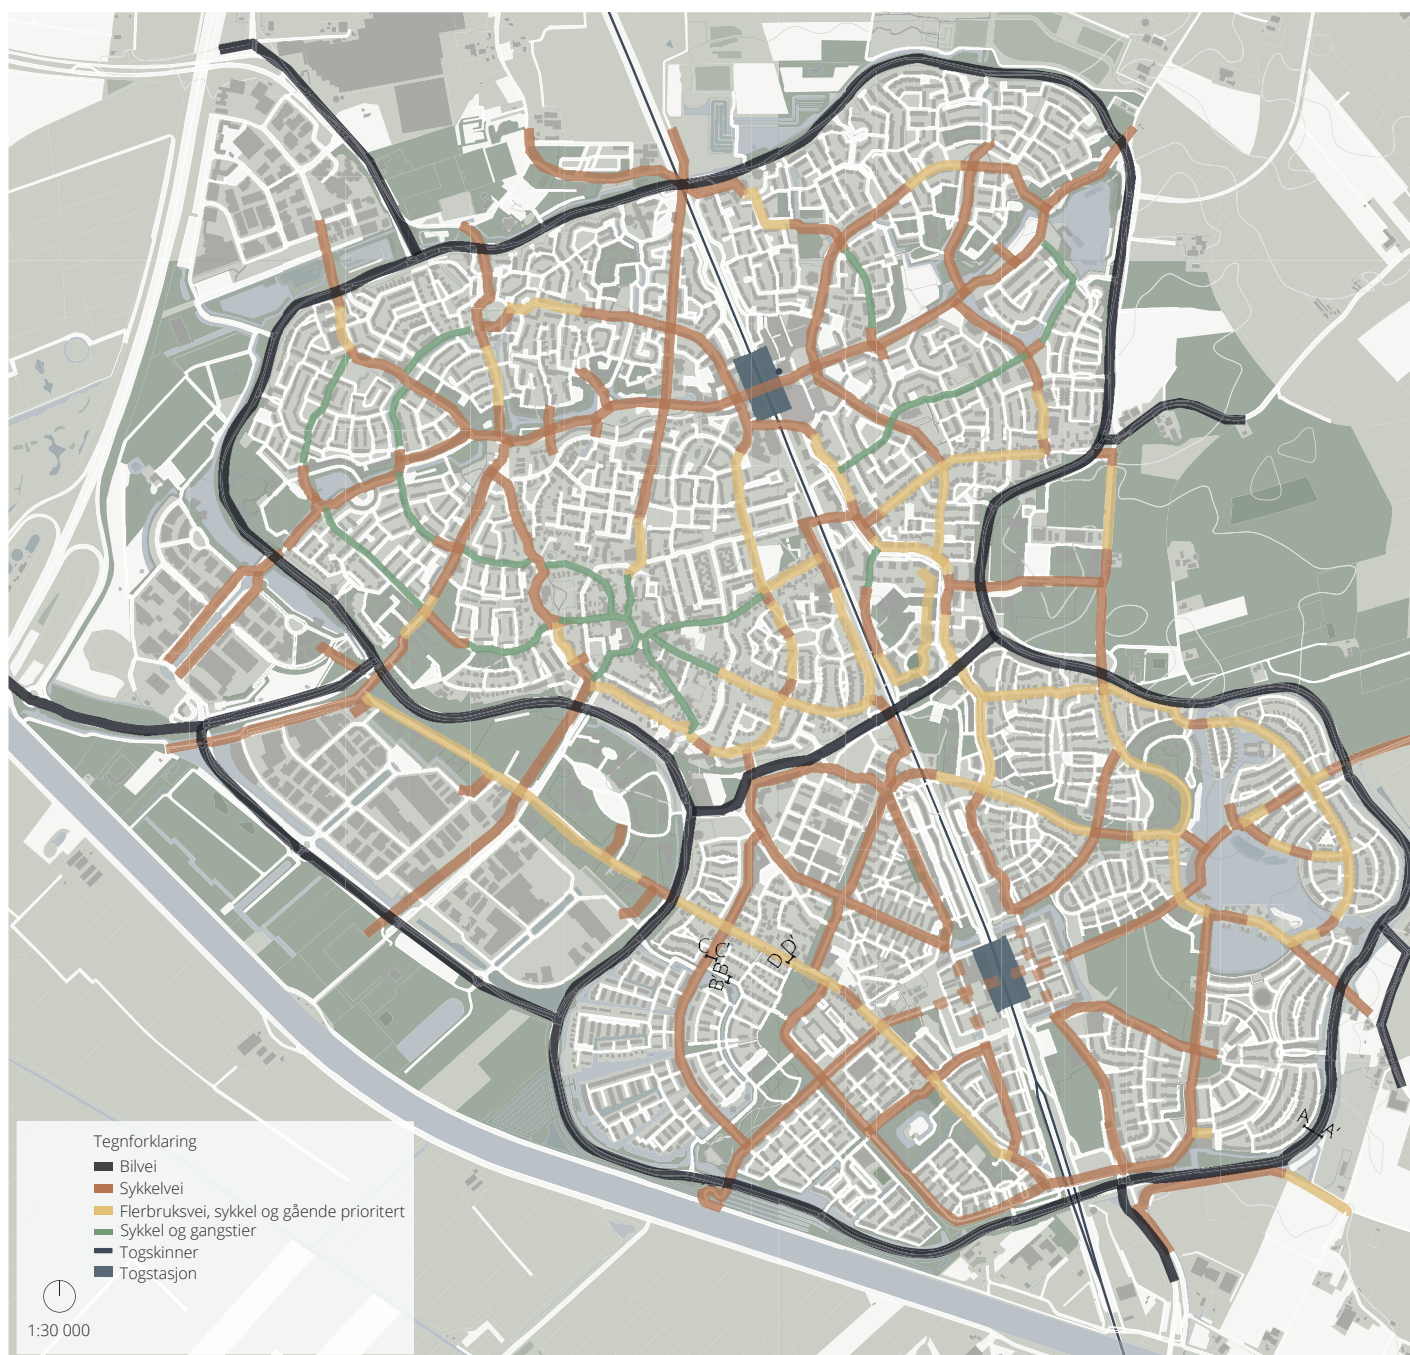 C C'
B' B
D D'
A A'
Tegnforklaring
Bilvei
Sykkelvei
Flerbruksvei, sykkel og gående prioritert
Sykkel og gangstier
Togskinner
Togstasjon
1:30 000